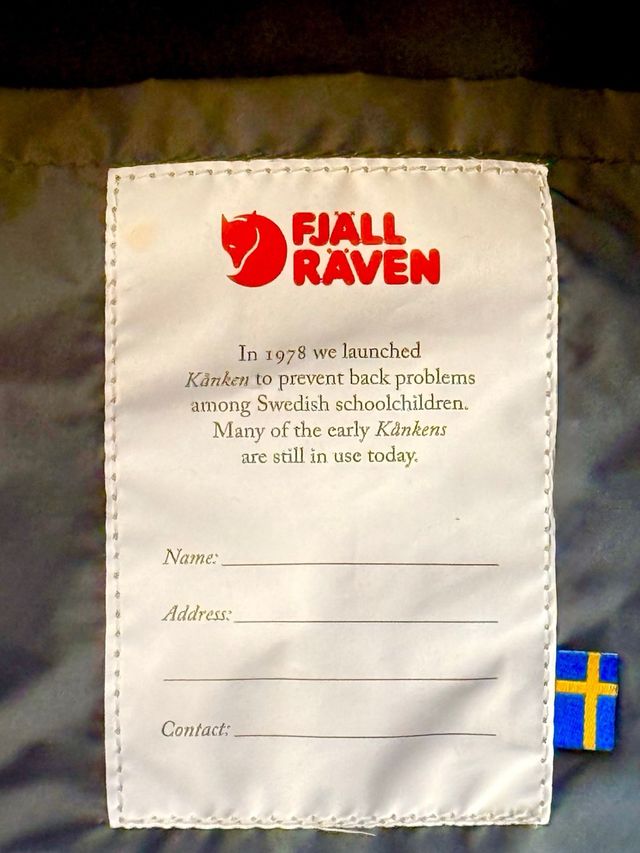 FJÄLL
RÄVEN
In 1978 we launched
Kånken to prevent back problems
among Swedish schoolchildren.
Many of the early Kånkens
are still in use today.
Name:
Address:
Contact: